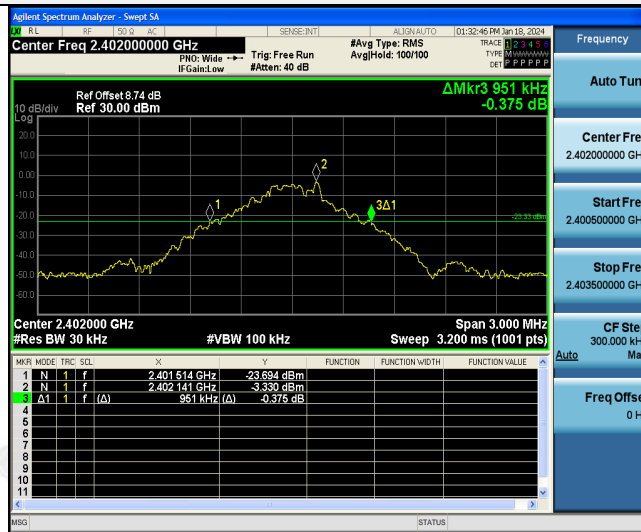 Agilent Spectrum Analyzer - Swept SA
LXI RL RF 50 Ω AC SENSE:INT ALIGN AUTO 01:32:46 PM Jan 18, 2024
Center Freq 2.402000000 GHz
PNO: Wide
IFGain:Low
Trig: Free Run
#Atten: 40 dB
#Avg Type: RMS
Avg|Hold: 100/100
TRACE 1 2 3 4 5 6
TYPE M
DET P P P P P P
Ref Offset 8.74 dB
Ref 30.00 dBm
10 dB/div
Log
ΔMkr3 951 kHz
-0.375 dB
20.0
10.0
0.00
-10.0
-20.0
-30.0
-40.0
-50.0
-60.0
1
2
3Δ1
-23.33 dBm
Center 2.402000 GHz
Span 3.000 MHz
#Res BW 30 kHz
#VBW 100 kHz
Sweep 3.200 ms (1001 pts)
MKR MODE TRC SCL X Y FUNCTION FUNCTION WIDTH FUNCTION VALUE
1 N 1 f 2.401 514 GHz -23.694 dBm
2 N 1 f 2.402 141 GHz -3.330 dBm
3 Δ1 1 f (Δ) 951 kHz (Δ) -0.375 dB
4
5
6
7
8
9
10
11
MSG
STATUS
Frequency
Auto Tun
Center Fre
2.402000000 GH
Start Fre
2.400500000 GH
Stop Fre
2.403500000 GH
CF Ste
300.000 kH
Auto Ma
Freq Offse
0 H